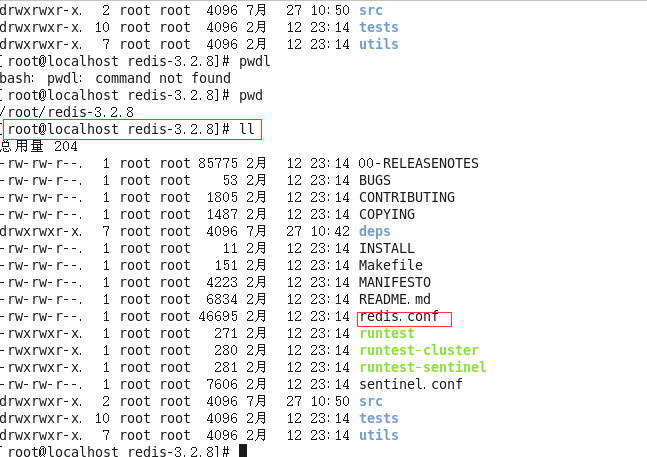 drwxrwxr-x. 2 root root 4096 7月 27 10:50 src
drwxrwxr-x. 10 root root 4096 2月 12 23:14 tests
drwxrwxr-x. 7 root root 4096 2月 12 23:14 utils
[root@localhost redis-3.2.8]# pwdl
bash: pwdl: command not found
[root@localhost redis-3.2.8]# pwd
/root/redis-3.2.8
[root@localhost redis-3.2.8]# ll
总用量 204
-rw-rw-r--. 1 root root 85775 2月 12 23:14 00-RELEASENOTES
-rw-rw-r--. 1 root root 53 2月 12 23:14 BUGS
-rw-rw-r--. 1 root root 1805 2月 12 23:14 CONTRIBUTING
-rw-rw-r--. 1 root root 1487 2月 12 23:14 COPYING
drwxrwxr-x. 7 root root 4096 7月 27 10:42 deps
-rw-rw-r--. 1 root root 11 2月 12 23:14 INSTALL
-rw-rw-r--. 1 root root 151 2月 12 23:14 Makefile
-rw-rw-r--. 1 root root 4223 2月 12 23:14 MANIFESTO
-rw-rw-r--. 1 root root 6834 2月 12 23:14 README.md
-rw-rw-r--. 1 root root 46695 2月 12 23:14 redis.conf
-rwxrwxr-x. 1 root root 271 2月 12 23:14 runtest
-rwxrwxr-x. 1 root root 280 2月 12 23:14 runtest-cluster
-rwxrwxr-x. 1 root root 281 2月 12 23:14 runtest-sentinel
-rw-rw-r--. 1 root root 7606 2月 12 23:14 sentinel.conf
drwxrwxr-x. 2 root root 4096 7月 27 10:50 src
drwxrwxr-x. 10 root root 4096 2月 12 23:14 tests
drwxrwxr-x. 7 root root 4096 2月 12 23:14 utils
[root@localhost redis-3.2.8]#